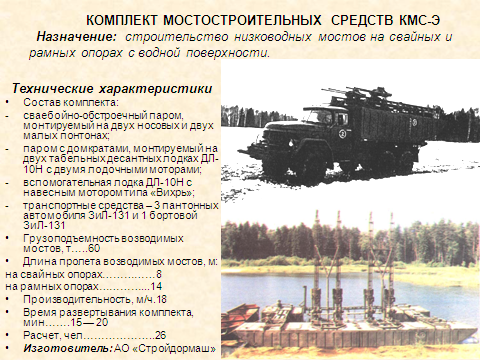 КОМПЛЕКТ МОСТОСТРОИТЕЛЬНЫХ СРЕДСТВ КМС-Э
Назначение: строительство низководных мостов на свайных и
рамных опорах с водной поверхности.
Технические характеристики
• Состав комплекта:
- сваебойно-обстроечный паром,
монтируемый на двух носовых и двух
малых понтонах;
- паром с домкратами, монтируемый на
двух табельных десантных лодках ДЛ-
10Н с двумя лодочными моторами;
- вспомогательная лодка ДЛ-10Н с
навесным мотором типа «Вихрь»;
- транспортные средства – 3 пантонных
автомобиля ЗиЛ-131 и 1 бортовой
ЗиЛ-131
• Грузоподъемность возводимых
мостов, т…..60
• Длина пролета возводимых мостов, м:
на свайных опорах……………8
на рамных опорах…………....14
• Производительность, м/ч.18
• Время развертывания комплекта,
мин…….15 — 20
• Расчет, чел………………….26
• Изготовитель: АО «Стройдормаш»